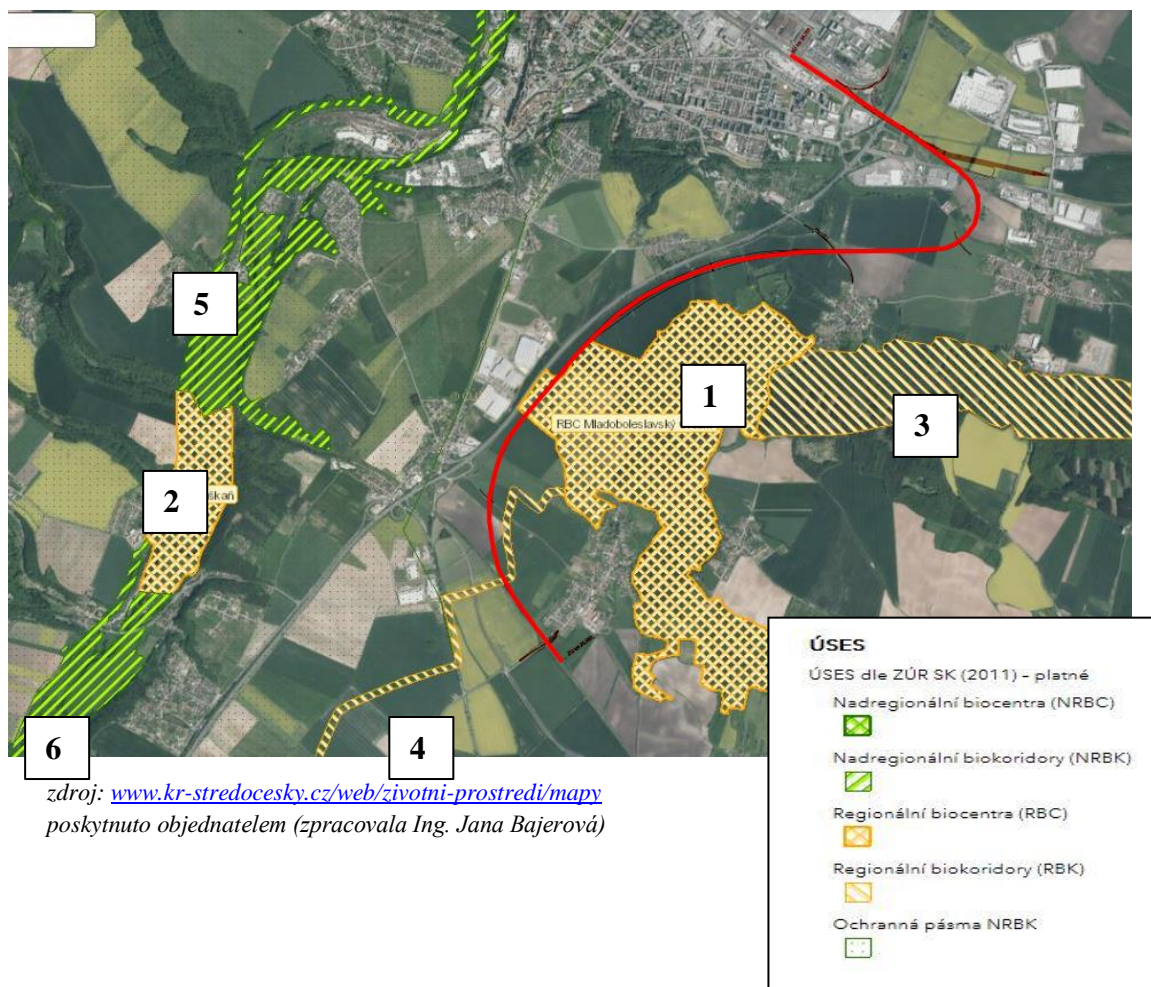 5
1
RBC Mladoboleslavský
3
2
škaň
6
4
ÚSES
ÚSES dle ZÚR SK (2011) – platné
Nadregionální biocentra (NRBC)
Nadregionální biokoridory (NRBK)
Regionální biocentra (RBC)
Regionální biokoridory (RBK)
Ochranná pásma NRBK
zdroj: www.kr-stredocesky.cz/web/zivotni-prostredi/mapy
poskytnuto objednatelem (zpracovala Ing. Jana Bajerová)